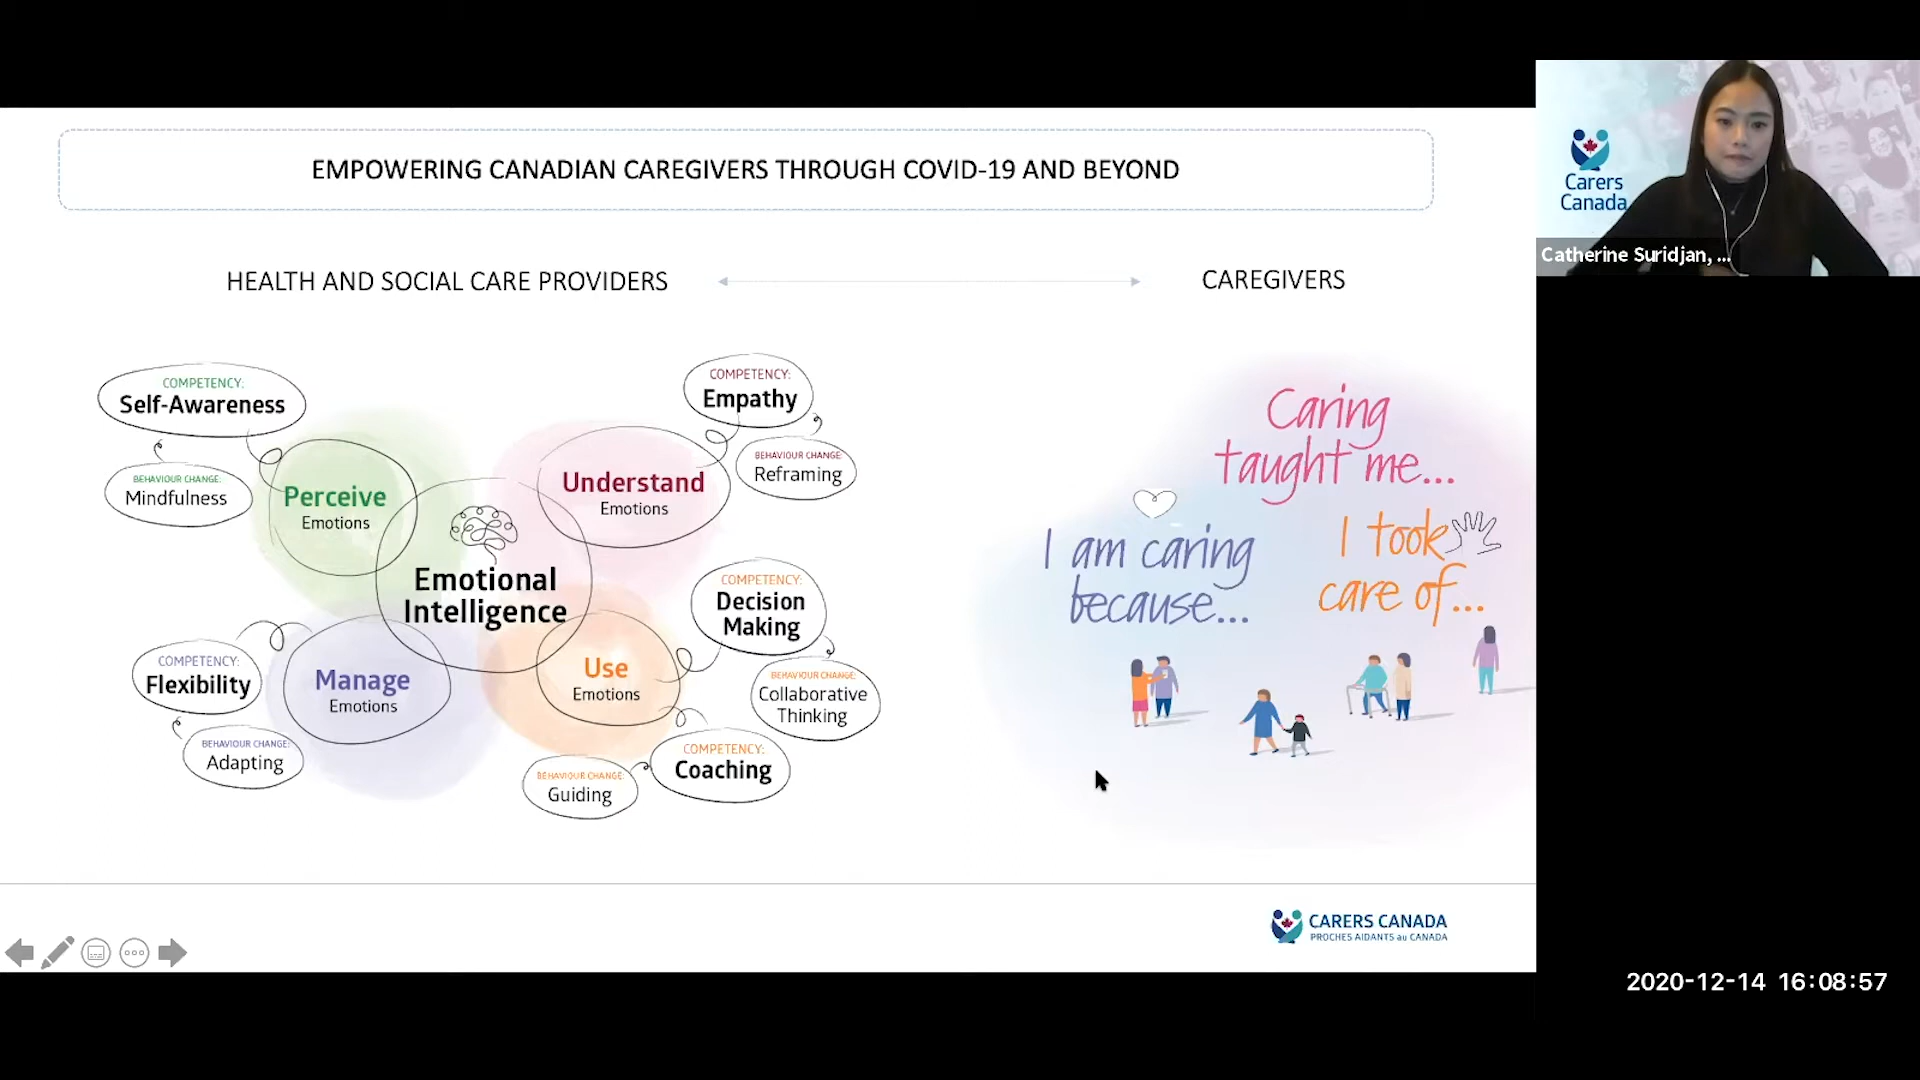 EMPOWERING CANADIAN CAREGIVERS THROUGH COVID-19 AND BEYOND
HEALTH AND SOCIAL CARE PROVIDERS
CAREGIVERS
COMPETENCY:
Self-Awareness
BEHAVIOUR CHANGE:
Mindfulness
Perceive
Emotions
COMPETENCY:
Empathy
BEHAVIOUR CHANGE:
Reframing
Understand
Emotions
Emotional
Intelligence
COMPETENCY:
Flexibility
BEHAVIOUR CHANGE:
Adapting
Manage
Emotions
Use
Emotions
COMPETENCY:
Decision
Making
BEHAVIOUR CHANGE:
Collaborative
Thinking
COMPETENCY:
Coaching
BEHAVIOUR CHANGE:
Guiding
Caring
taught me...
I am caring
because...
I took
care of...
CARERS CANADA
PROCHES AIDANTS au CANADA
Carers
Canada
Catherine Suridjan, ...
2020-12-14 16:08:57